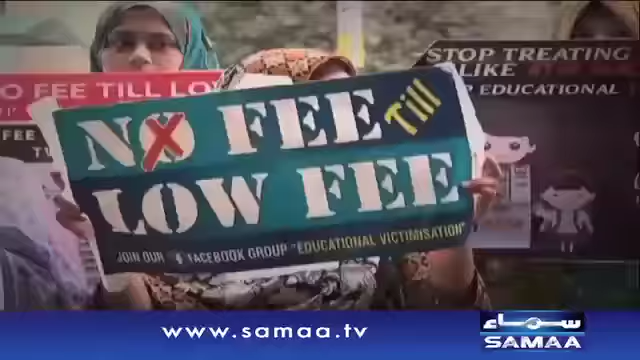 NO FEE Till
LOW FEE
JOIN OUR FACEBOOK GROUP "EDUCATIONAL VICTIMISATION"
O FEE TILL LO
FEE
STOP TREATING
LIKE
EDUCATIONAL
www.samaa.tv
سماء
SAMAA